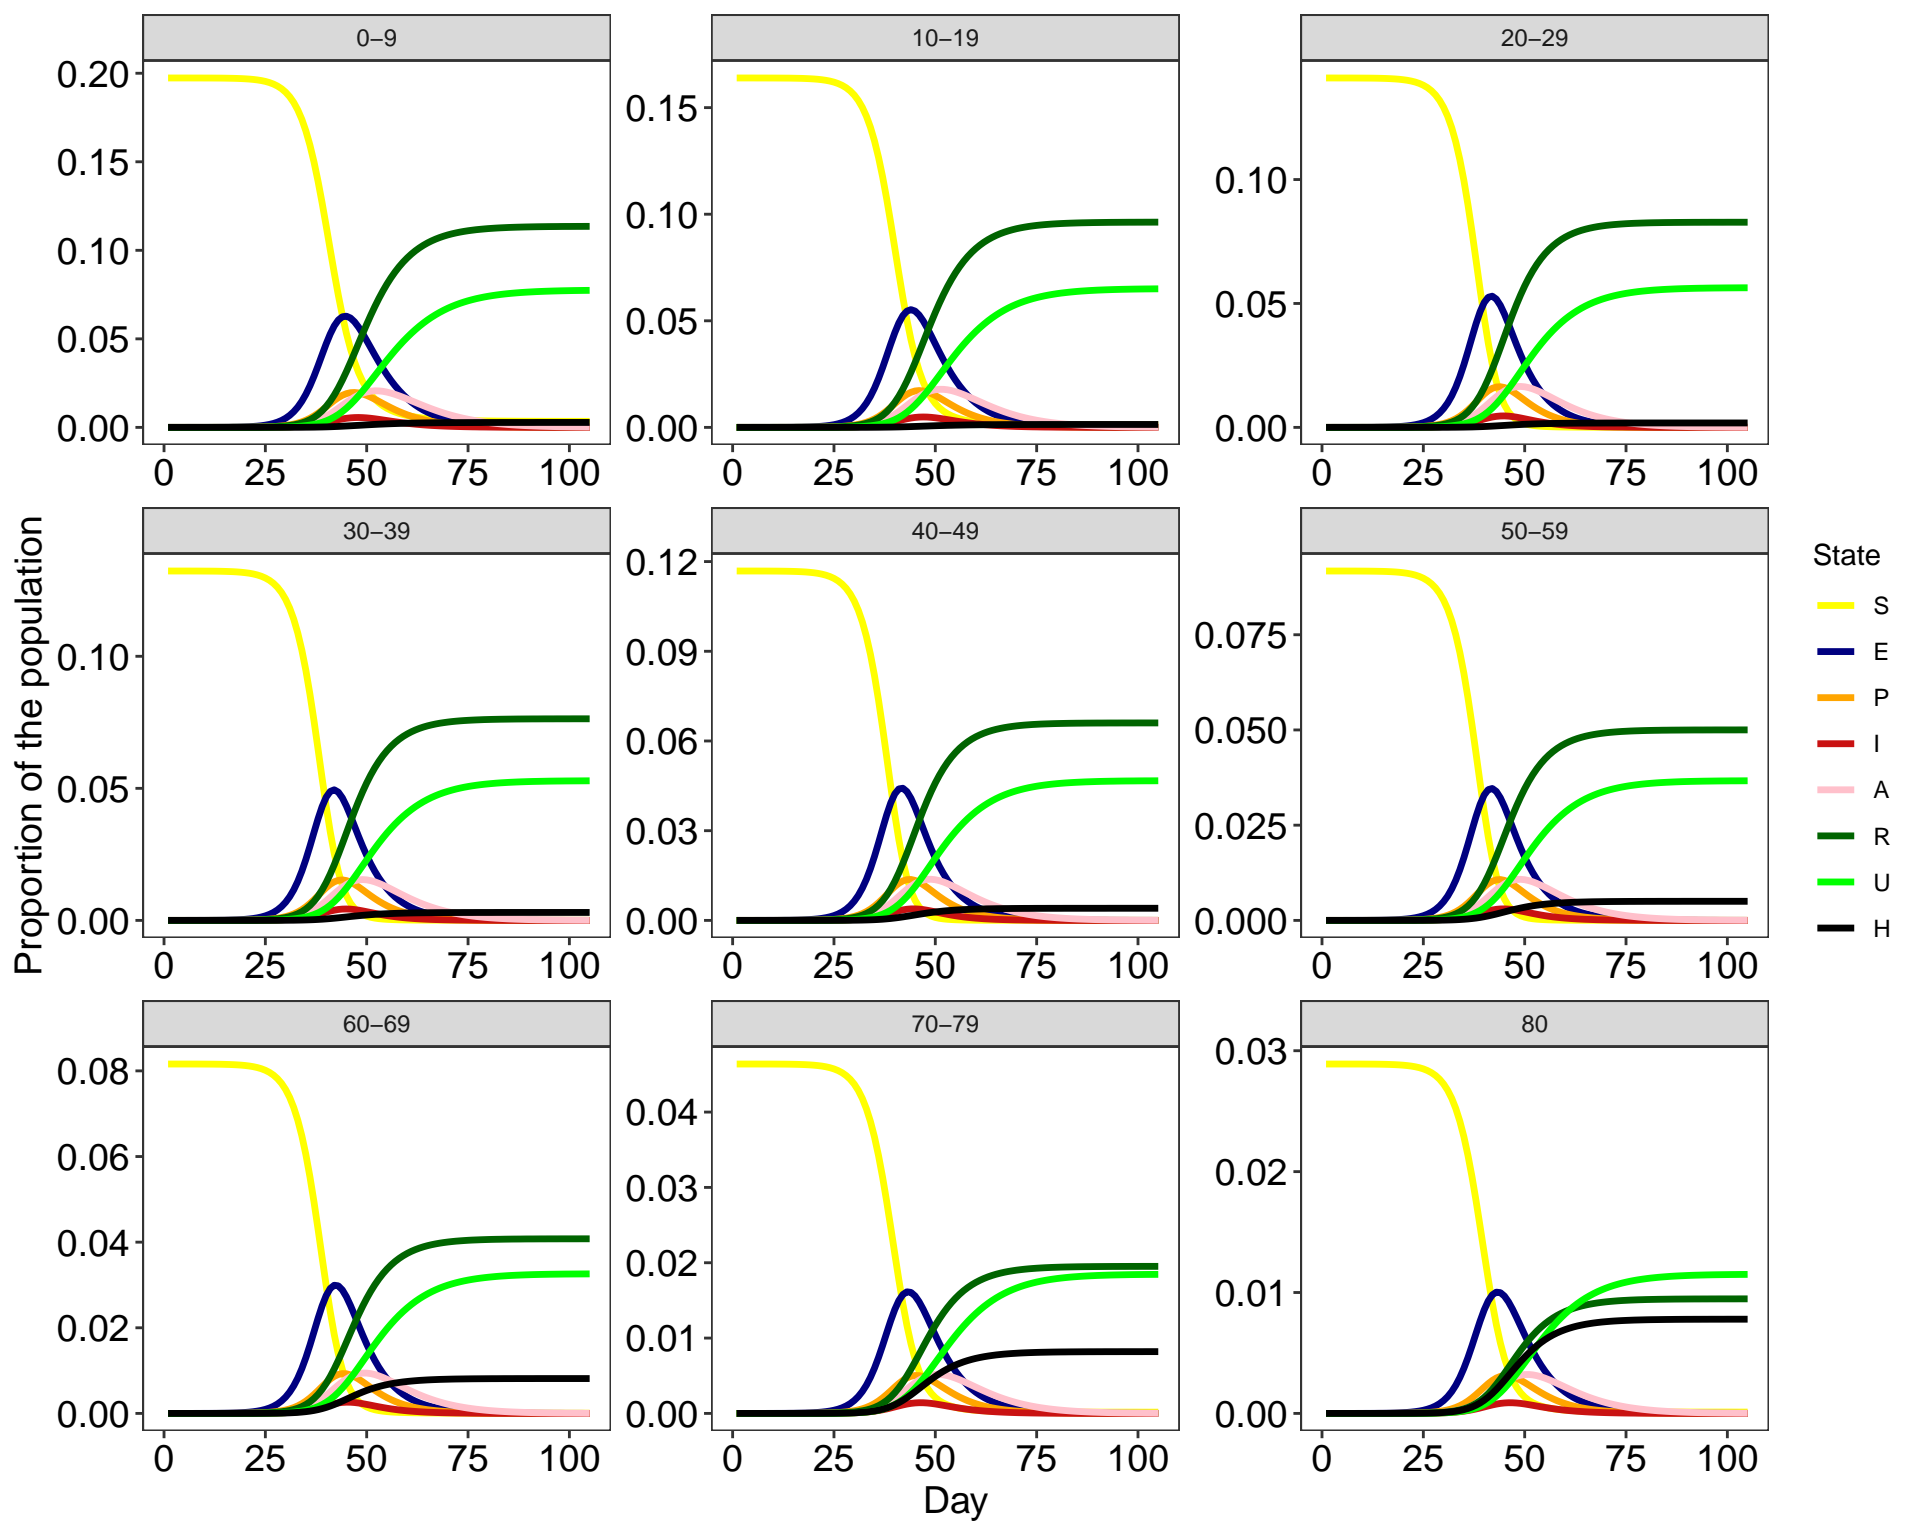 0–9
10–19
20–29
0.20
0.15
0.10
0.05
0.00
0.15
0.10
0.05
0.00
0.10
0.05
0.00
0 25 50 75 100
0 25 50 75 100
0 25 50 75 100
30–39
40–49
50–59
0.10
0.05
0.00
0.12
0.09
0.06
0.03
0.00
0.075
0.050
0.025
0.000
0 25 50 75 100
0 25 50 75 100
0 25 50 75 100
60–69
70–79
80
0.08
0.06
0.04
0.02
0.00
0.04
0.03
0.02
0.01
0.00
0.03
0.02
0.01
0.00
0 25 50 75 100
0 25 50 75 100
0 25 50 75 100
Proportion of the population
Day
State
S
E
P
I
A
R
U
H